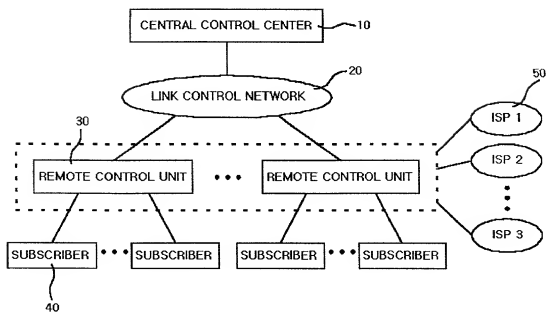 CENTRAL CONTROL CENTER
10
20
LINK CONTROL NETWORK
50
ISP 1
30
ISP 2
REMOTE CONTROL UNIT
REMOTE CONTROL UNIT
ISP 3
SUBSCRIBER
SUBSCRIBER
SUBSCRIBER
SUBSCRIBER
40